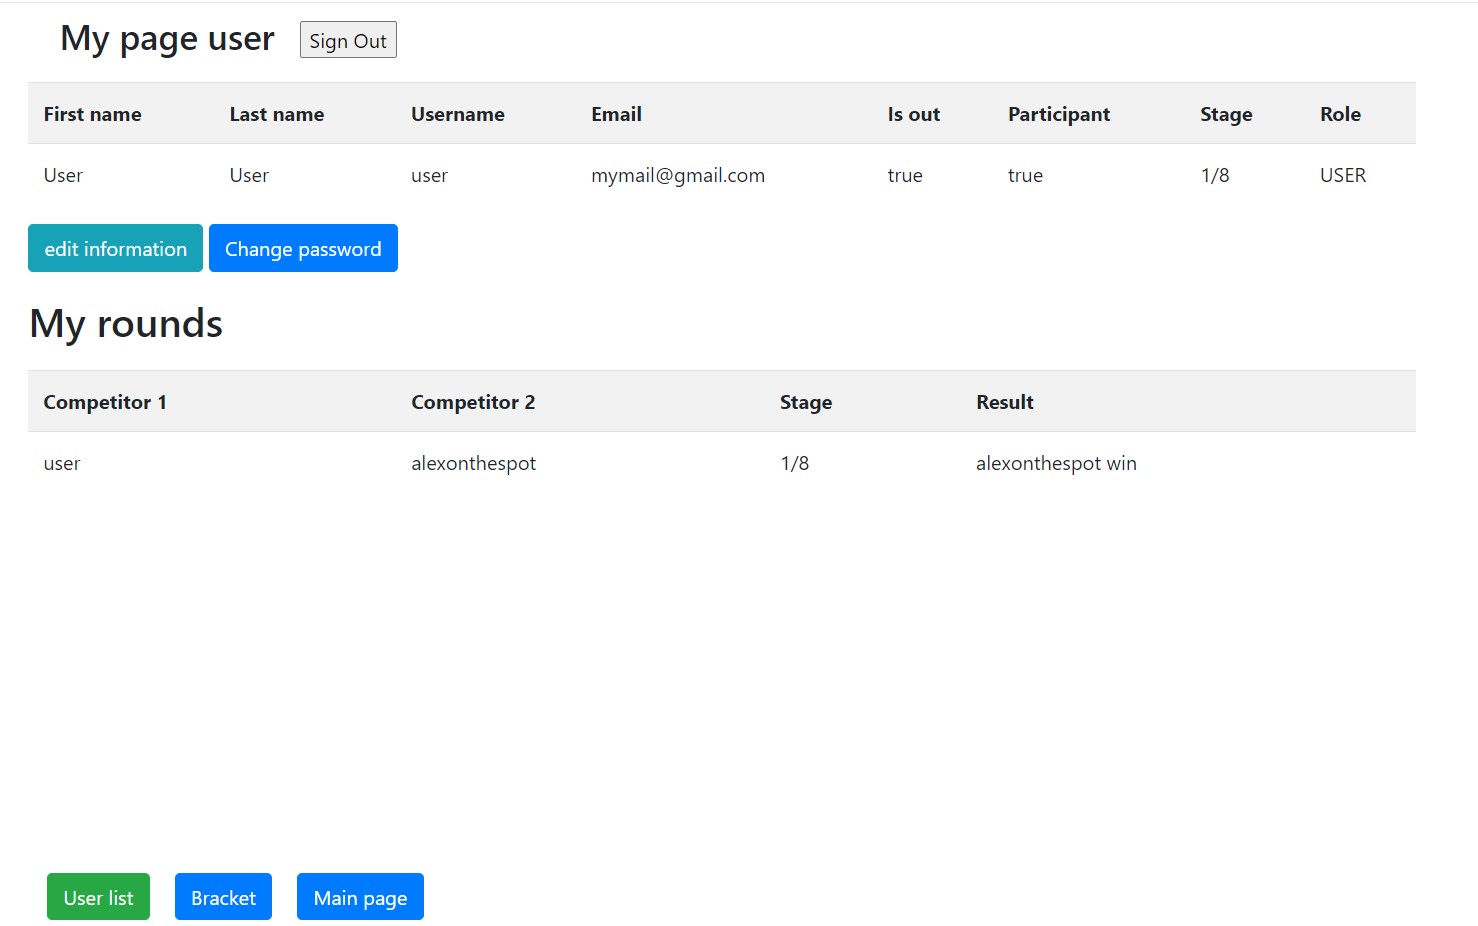 My page user Sign Out
First name Last name Username Email Is out Participant Stage Role
User User user mymail@gmail.com true true 1/8 USER
edit information Change password
My rounds
Competitor 1 Competitor 2 Stage Result
user alexonthespot 1/8 alexonthespot win
User list Bracket Main page